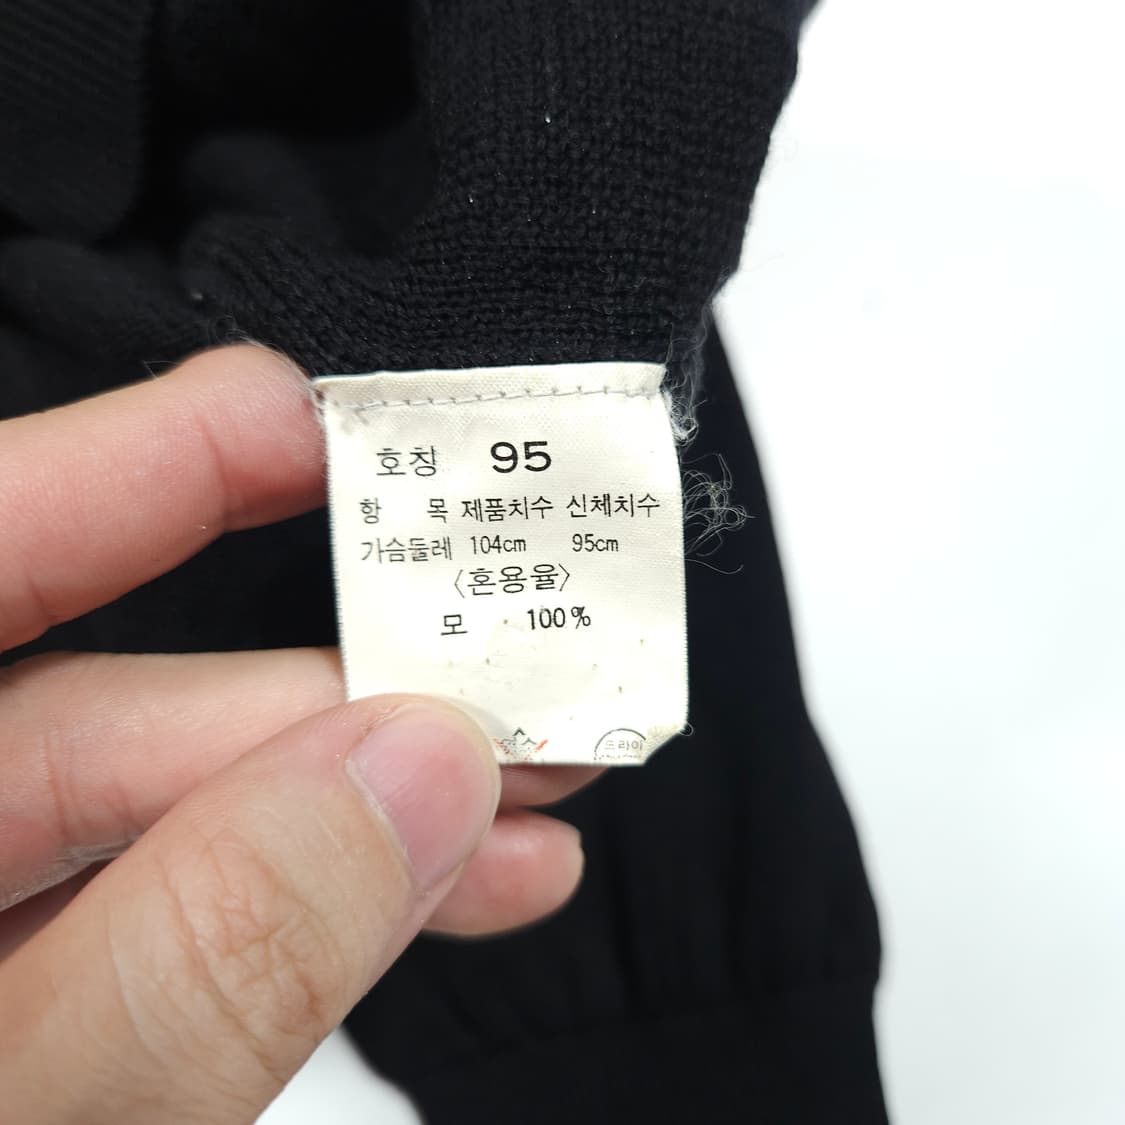 호칭 95
항 목 제품치수 신체치수
가슴둘레 104cm 95cm
〈혼용율〉
모 100%
드라이